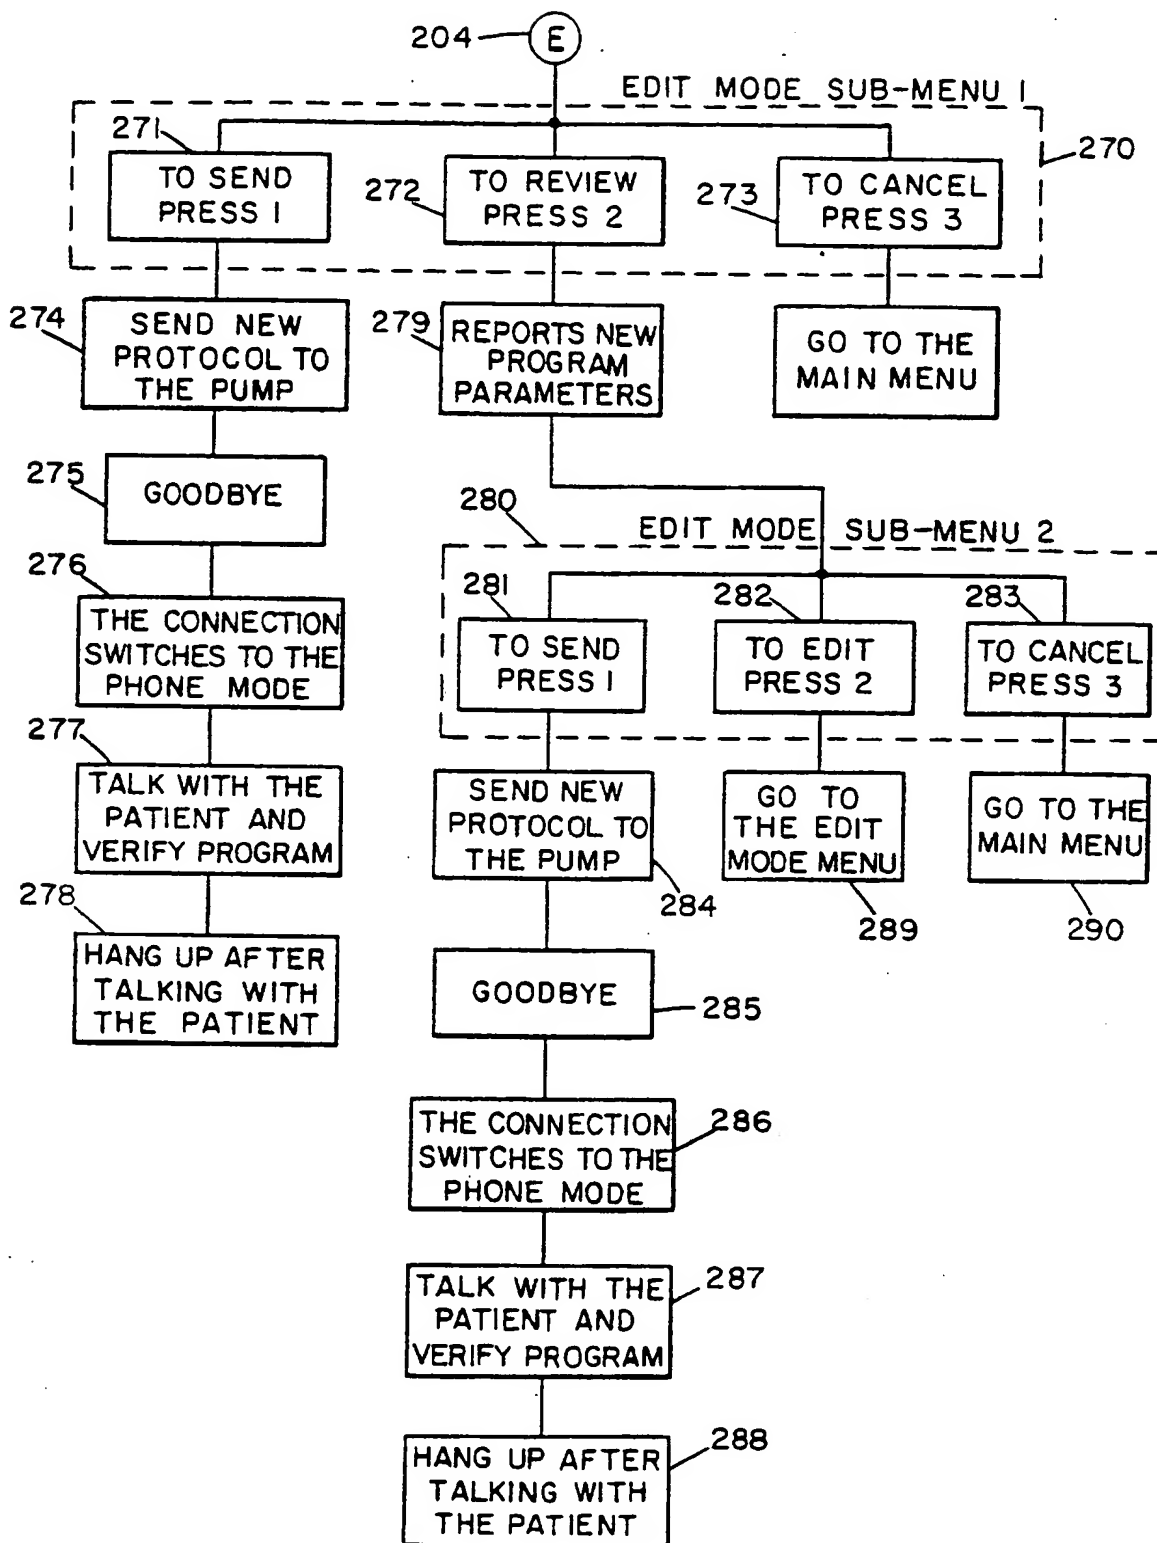 204
E
EDIT MODE SUB-MENU 1
270
271
TO SEND
PRESS 1
272
TO REVIEW
PRESS 2
273
TO CANCEL
PRESS 3
274
SEND NEW
PROTOCOL TO
THE PUMP
279
REPORTS NEW
PROGRAM
PARAMETERS
GO TO THE
MAIN MENU
275
GOODBYE
280
EDIT MODE SUB-MENU 2
276
THE CONNECTION
SWITCHES TO THE
PHONE MODE
281
TO SEND
PRESS 1
282
TO EDIT
PRESS 2
283
TO CANCEL
PRESS 3
277
TALK WITH THE
PATIENT AND
VERIFY PROGRAM
SEND NEW
PROTOCOL TO
THE PUMP
284
GO TO
THE EDIT
MODE MENU
289
GO TO THE
MAIN MENU
290
278
HANG UP AFTER
TALKING WITH
THE PATIENT
GOODBYE
285
THE CONNECTION
SWITCHES TO THE
PHONE MODE
286
TALK WITH THE
PATIENT AND
VERIFY PROGRAM
287
HANG UP AFTER
TALKING WITH
THE PATIENT
288